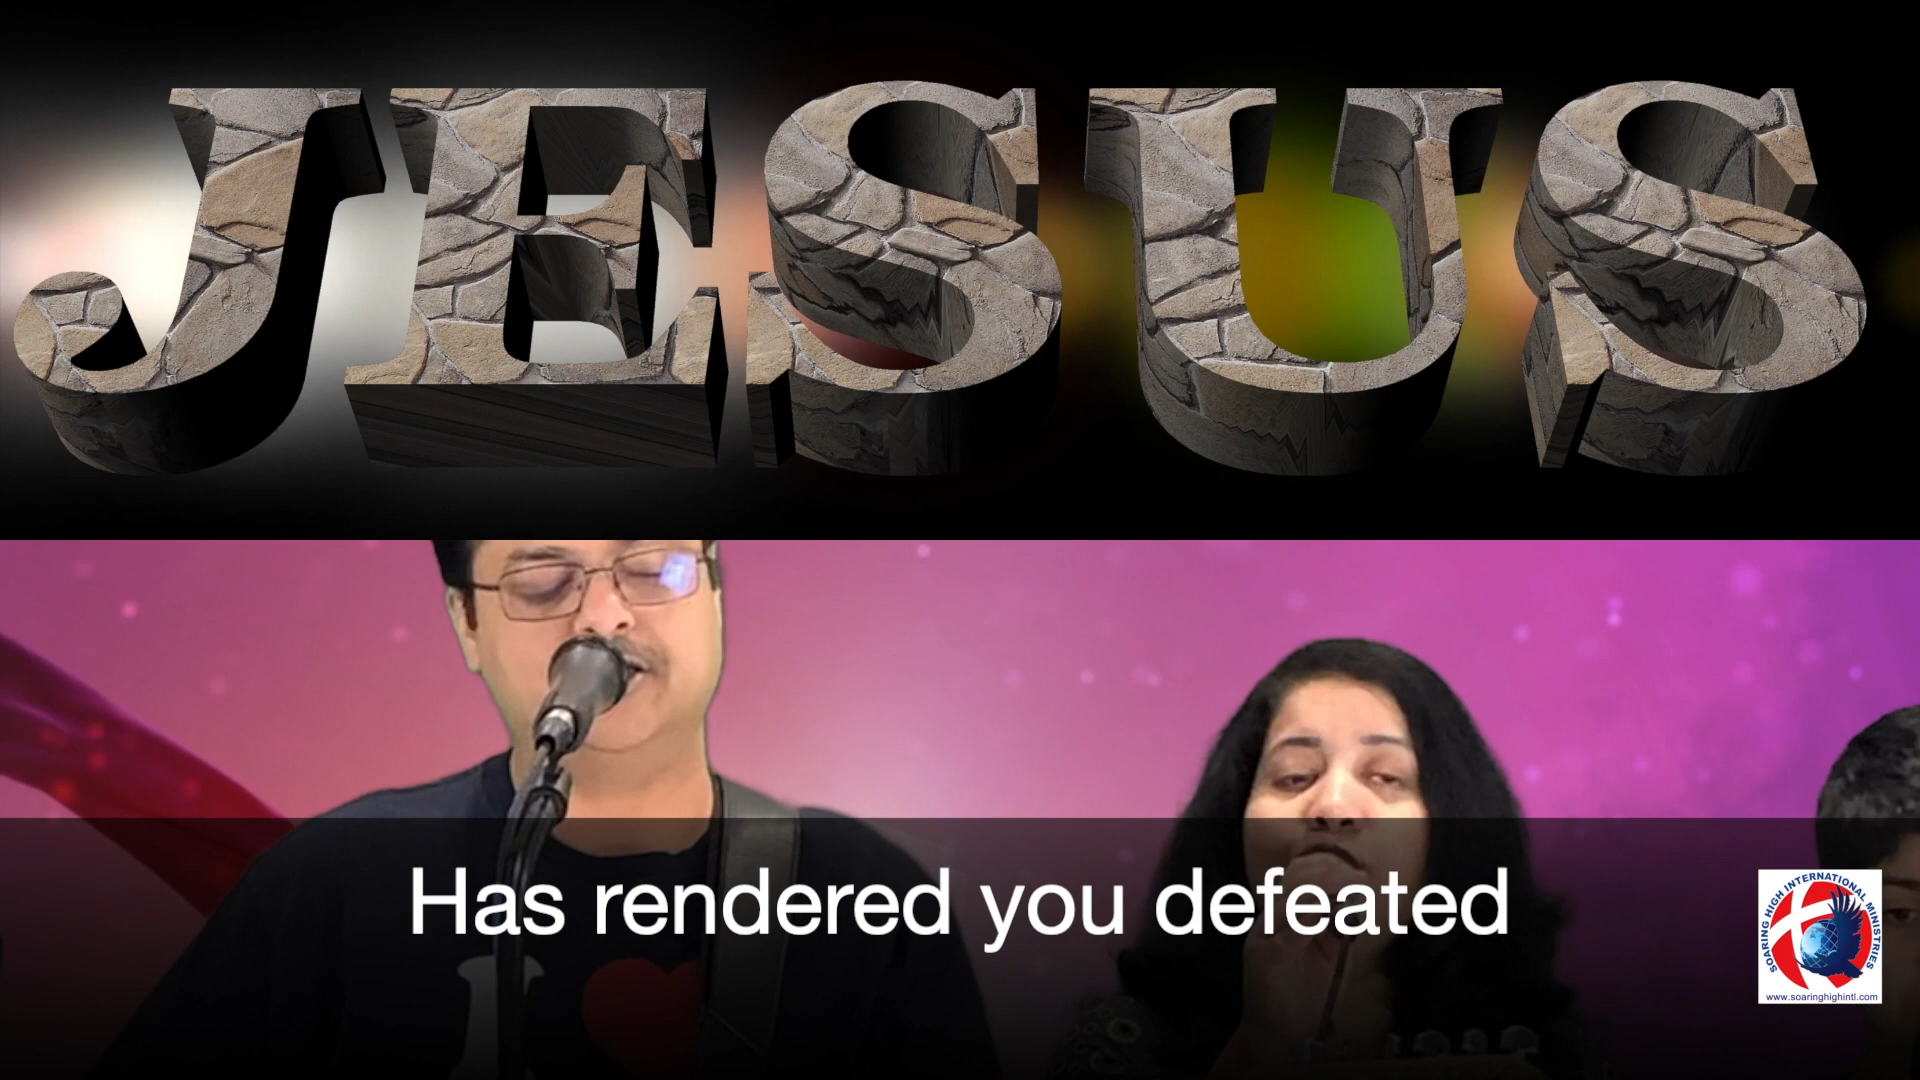 JESUS
Has rendered you defeated
I
SOARING HIGH INTERNATIONAL MINISTRIES
www.soaringhighintl.com